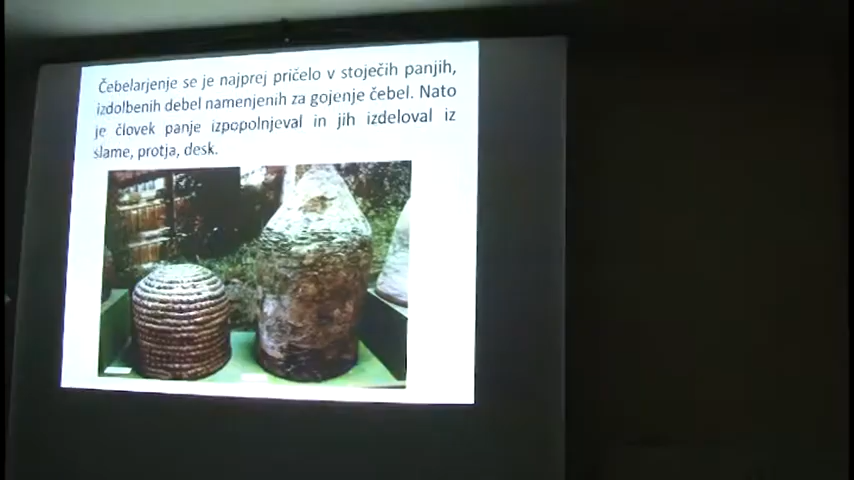 Čebelarjenje se je najprej pričelo v stoječih panjih,
izdolbenih debel namenjenih za gojenje čebel. Nato
je človek panje izpopolnjeval in jih izdeloval iz
slame, protja, desk.